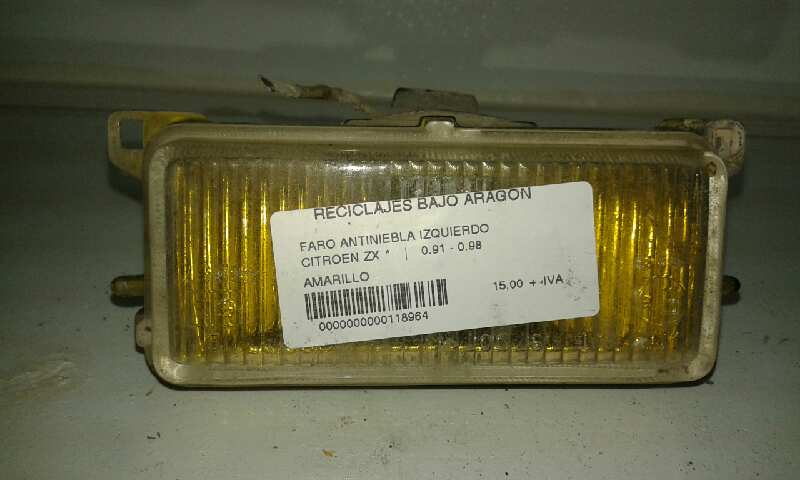 RECICLAJES BAJO ARAGON
FARO ANTINIEBLA IZQUIERDO
CITROEN ZX * | 0.91 - 0.98
AMARILLO
15,00 + IVA
0000000000118964